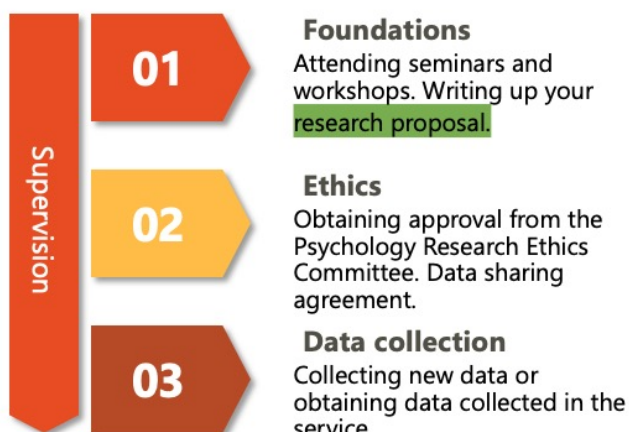 Supervision
01
Foundations
Attending seminars and
workshops. Writing up your
research proposal.
02
Ethics
Obtaining approval from the
Psychology Research Ethics
Committee. Data sharing
agreement.
03
Data collection
Collecting new data or
obtaining data collected in the
service